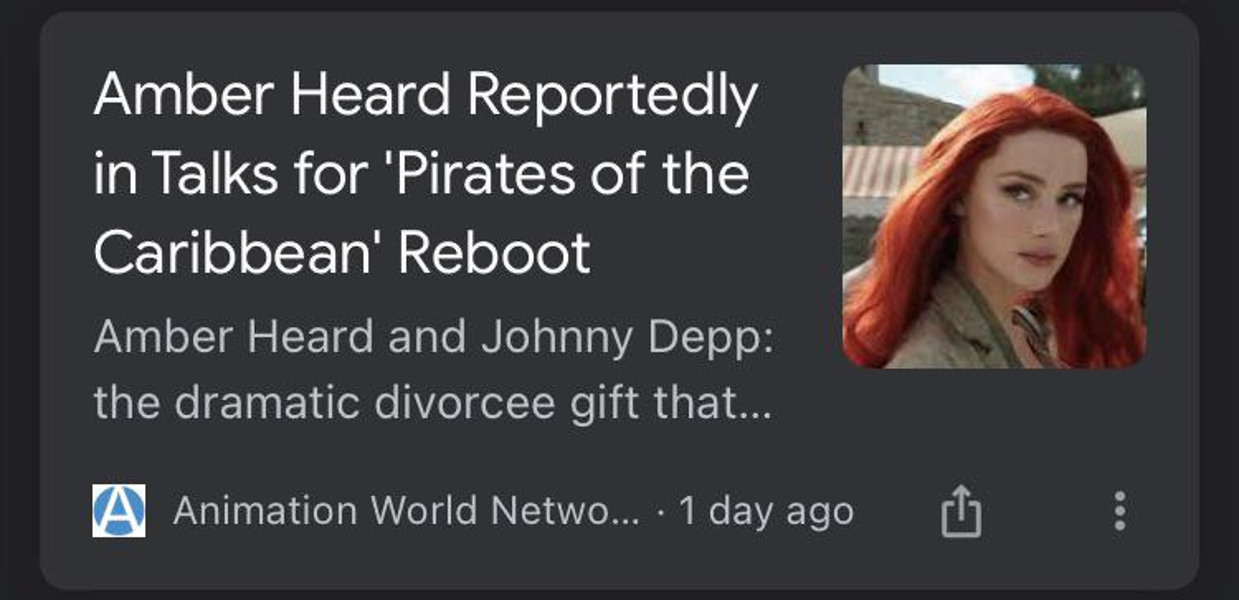 Amber Heard Reportedly
in Talks for 'Pirates of the
Caribbean' Reboot
Amber Heard and Johnny Depp:
the dramatic divorcee gift that...
Animation World Netwo... · 1 day ago